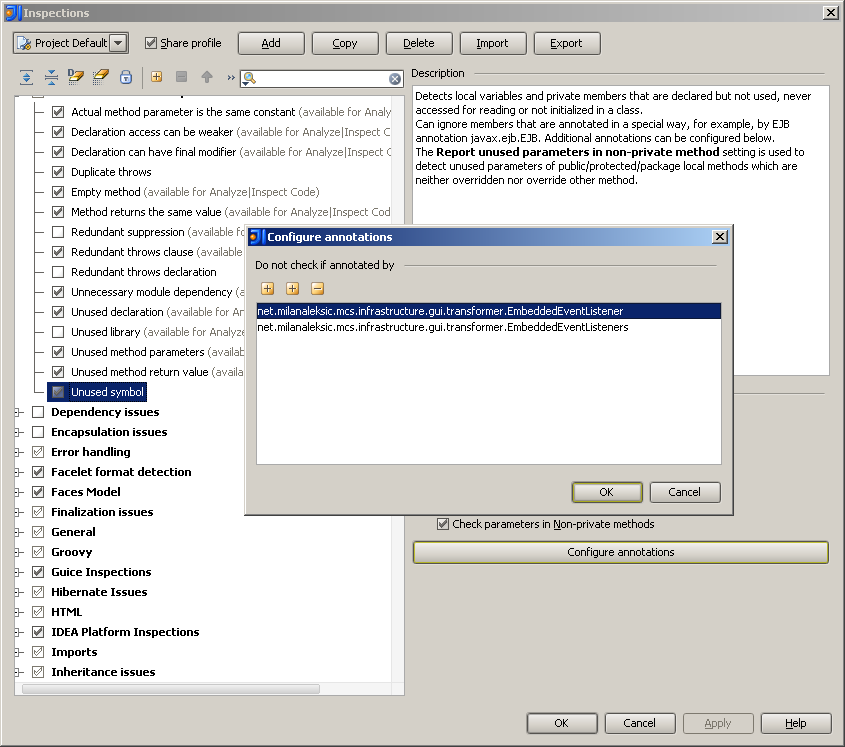 Inspections
Project Default
Share profile
Add
Copy
Delete
Import
Export
»
Description
Actual method parameter is the same constant (available for Analy
Declaration access can be weaker (available for Analyze|Inspect C
Declaration can have final modifier (available for Analyze|Inspect C
Duplicate throws
Empty method (available for Analyze|Inspect Code)
Method returns the same value (available for Analyze|Inspect Cod
Redundant suppression (available fo
Redundant throws clause (available
Redundant throws declaration
Unnecessary module dependency (a
Unused declaration (available for An
Unused library (available for Analyze
Unused method parameters (availab
Unused method return value (availa
Unused symbol
Dependency issues
Encapsulation issues
Error handling
Facelet format detection
Faces Model
Finalization issues
General
Groovy
Guice Inspections
Hibernate Issues
HTML
IDEA Platform Inspections
Imports
Inheritance issues
Detects local variables and private members that are declared but not used, never
accessed for reading or not initialized in a class.
Can ignore members that are annotated in a special way, for example, by EJB
annotation javax.ejb.EJB. Additional annotations can be configured below.
The Report unused parameters in non-private method setting is used to
detect unused parameters of public/protected/package local methods which are
neither overridden nor override other method.
Configure annotations
Do not check if annotated by
net.milanaleksic.mcs.infrastructure.gui.transformer.EmbeddedEventListener
net.milanaleksic.mcs.infrastructure.gui.transformer.EmbeddedEventListeners
OK
Cancel
Check parameters in Non-private methods
Configure annotations
OK
Cancel
Apply
Help